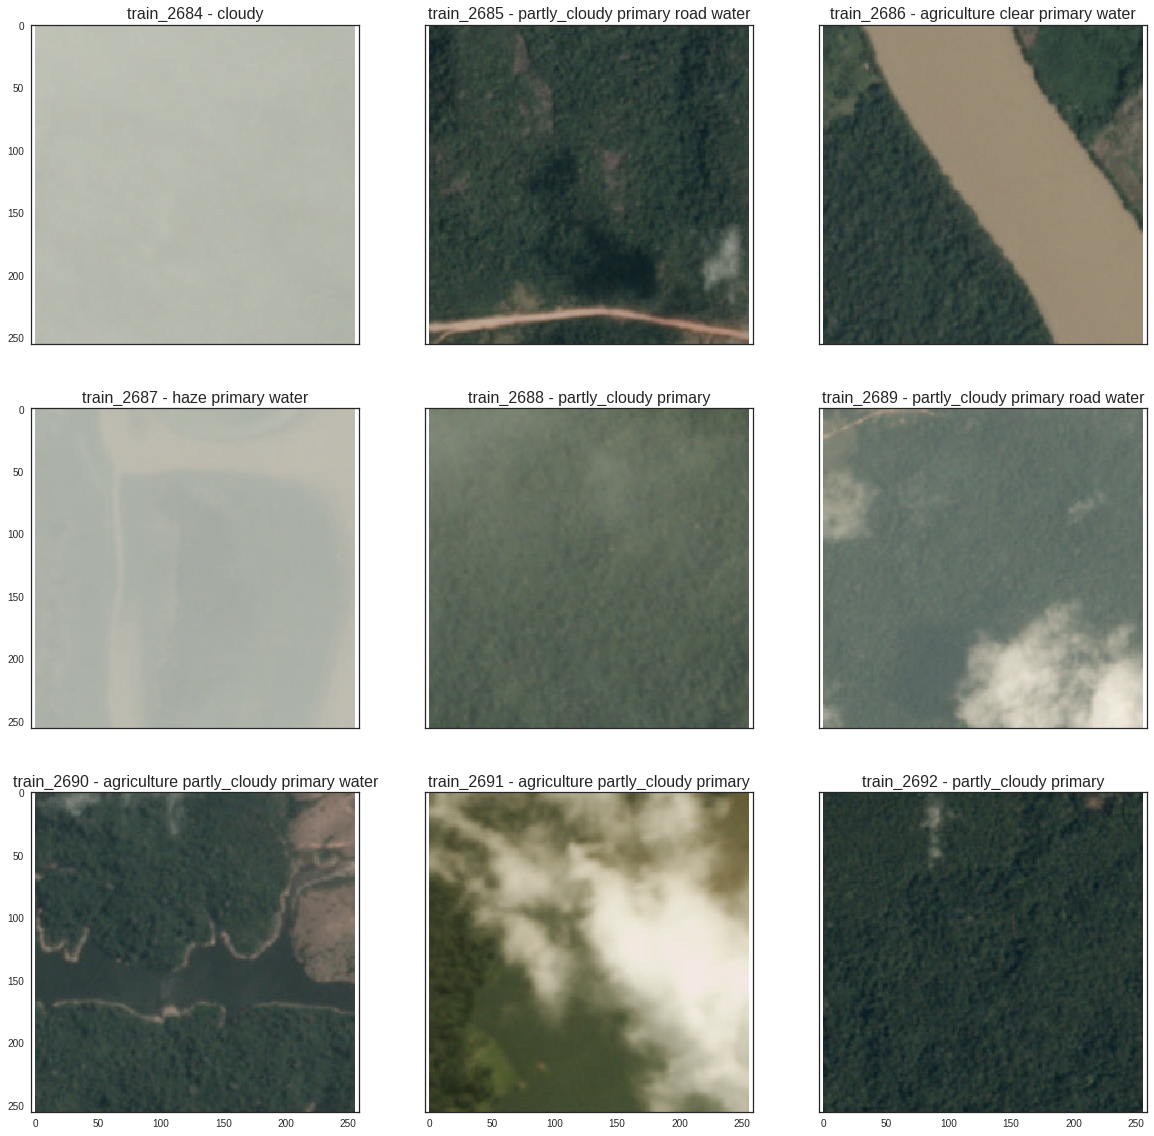 train_2684 - cloudy
train_2685 - partly_cloudy primary road water
train_2686 - agriculture clear primary water
0
50
100
150
200
250
train_2687 - haze primary water
train_2688 - partly_cloudy primary
train_2689 - partly_cloudy primary road water
0
50
100
150
200
250
train_2690 - agriculture partly_cloudy primary water
train_2691 - agriculture partly_cloudy primary
train_2692 - partly_cloudy primary
0
50
100
150
200
250
0 50 100 150 200 250
0 50 100 150 200 250
0 50 100 150 200 250